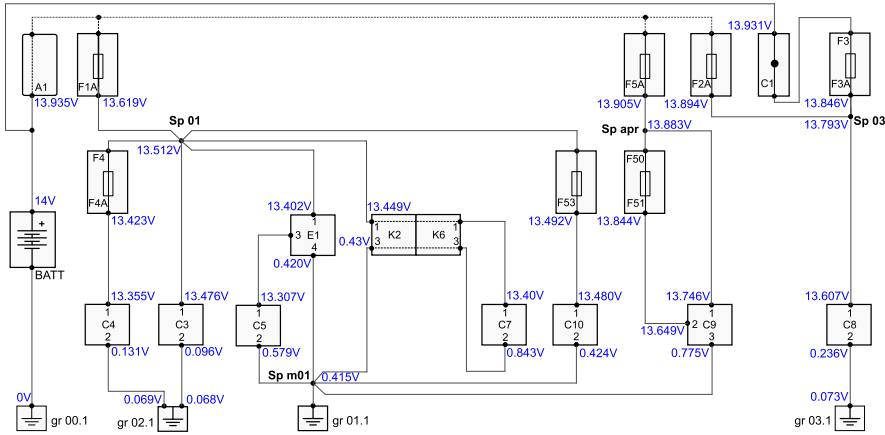 13.931V
F3
A1
F1A
F5A
F2A
C1
F3A
13.935V
13.619V
13.905V
13.894V
13.846V
Sp 01
Sp apr
13.883V
13.793V
Sp 03
13.512V
F4
F50
F4A
F53
F51
14V
13.423V
13.402V
13.449V
13.492V
13.844V
+
1
3
E1
4
0.43V
1
3
K2
K6
1
3
0.420V
BATT
13.355V
13.476V
13.307V
13.40V
13.480V
13.746V
13.607V
1
C4
2
1
C3
2
1
C5
2
1
C7
2
1
C10
2
13.649V
1
2
C9
3
1
C8
2
0.131V
0.096V
0.579V
0.843V
0.424V
0.775V
0.236V
Sp m01
0.415V
0V
0.069V
0.068V
0.073V
gr 00.1
gr 02.1
gr 01.1
gr 03.1